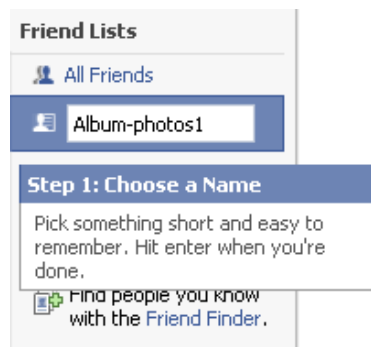 Friend Lists
All Friends
Album-photos1
Step 1: Choose a Name
Pick something short and easy to
remember. Hit enter when you're
done.
Find people you know
with the Friend Finder.